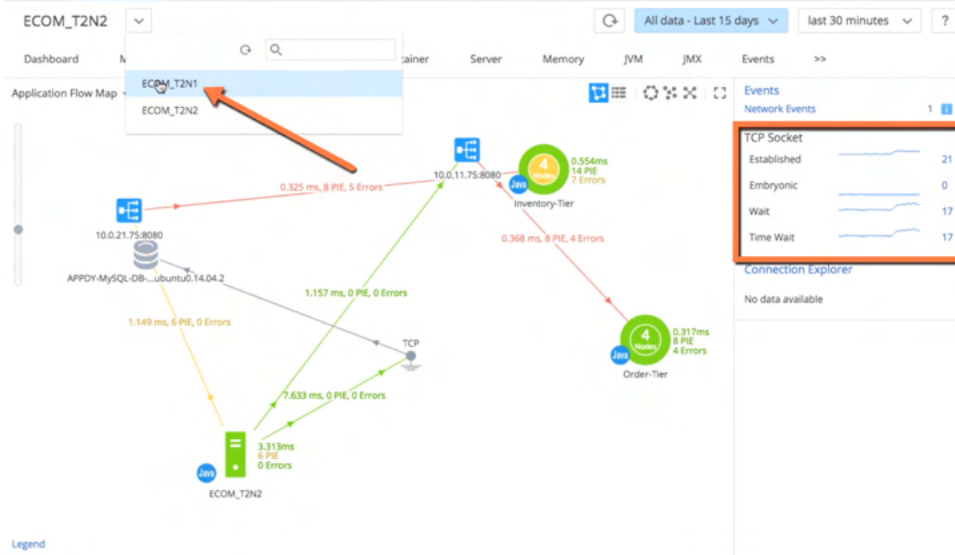 ECOM_T2N2
All data - Last 15 days
last 30 minutes
?
Dashboard
M
tainer
Server
Memory
JVM
JMX
Events
>>
ECOM_T2N1
ECOM_T2N2
Application Flow Map
Events
Network Events
1
TCP Socket
Established
21
Embryonic
0
Wait
17
Time Wait
17
Connection Explorer
No data available
10.0.11.75:8080
4
Nodes
Java
0.554ms
14 PIE
7 Errors
Inventory-Tier
0.325 ms, 8 PIE, 5 Errors
10.0.21.75:8080
0.368 ms, 8 PIE, 4 Errors
APPDY-MySQL-DB-...ubuntu0.14.04.2
1.157 ms, 0 PIE, 0 Errors
1.149 ms, 6 PIE, 0 Errors
TCP
4
Nodes
Java
0.317ms
8 PIE
4 Errors
Order-Tier
7.633 ms, 0 PIE, 0 Errors
3.313ms
6 PIE
0 Errors
Java
ECOM_T2N2
Legend